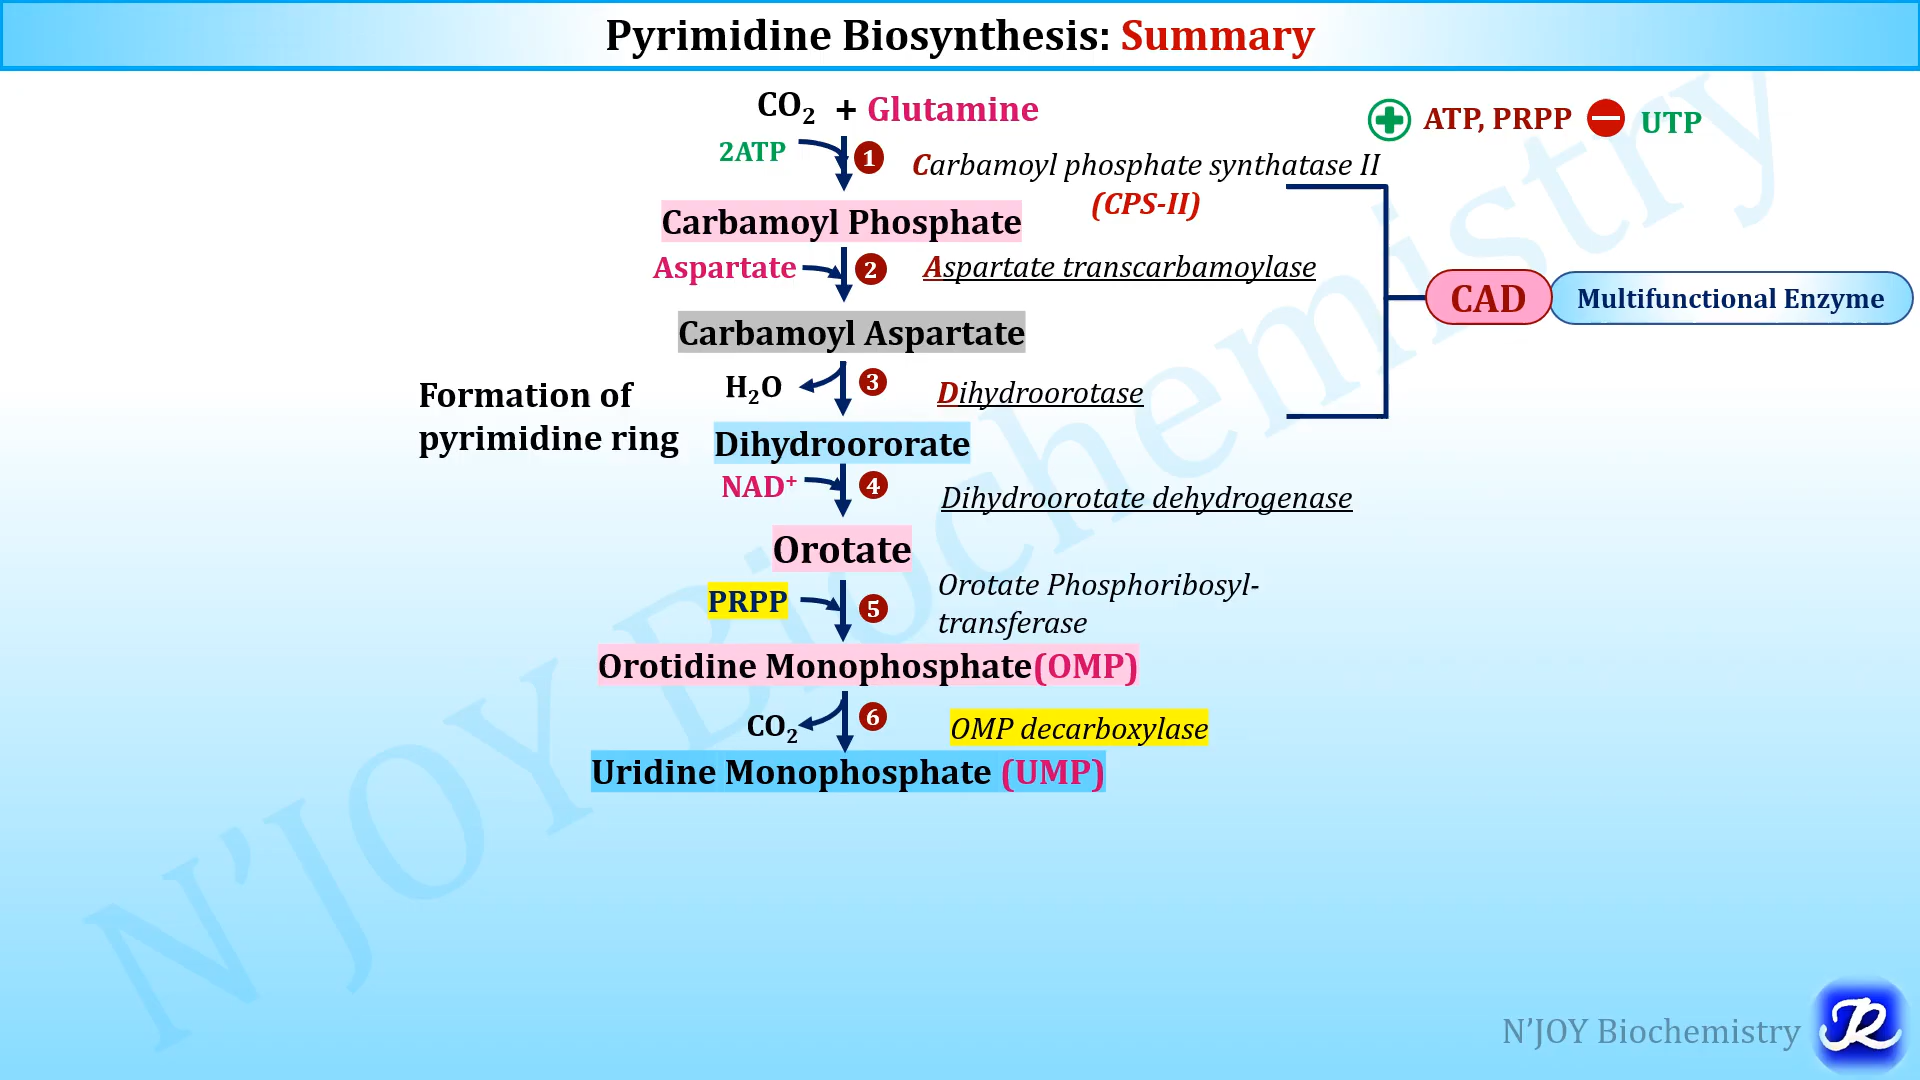 Pyrimidine Biosynthesis: Summary
CO₂ + Glutamine
ATP, PRPP UTP
2ATP
1
Carbamoyl phosphate synthatase II
(CPS-II)
Carbamoyl Phosphate
Aspartate
2
Aspartate transcarbamoylase
CAD
Multifunctional Enzyme
Carbamoyl Aspartate
H₂O
3
Dihydroorotase
Formation of
pyrimidine ring
Dihydroororate
NAD⁺
4
Dihydroorotate dehydrogenase
Orotate
PRPP
5
Orotate Phosphoribosyl-
transferase
Orotidine Monophosphate(OMP)
CO₂
6
OMP decarboxylase
Uridine Monophosphate (UMP)
N’JOY Biochemistry
N’JOY Biochemistry
R